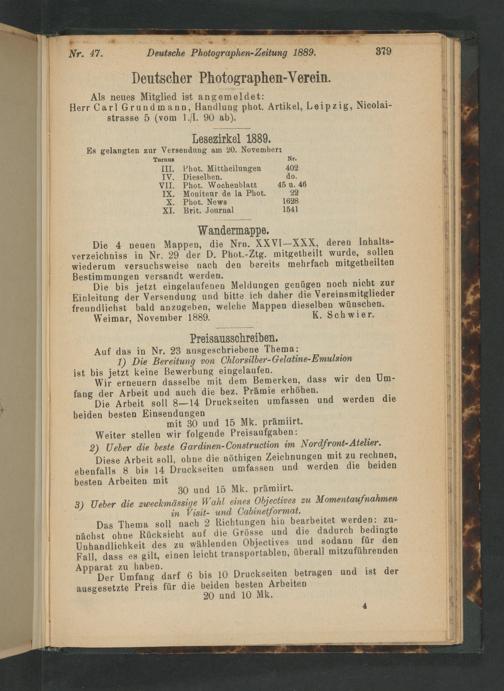 Nr. 47. Deutsche Photographen-Zeitung 1889. 379
Deutscher Photographen-Verein.
Als neues Mitglied ist angemeldet:
Herr Carl Grundmann, Handlung phot. Artikel, Leipzig, Nicolai-
strasse 5 (vom 1./I. 90 ab).
Lesezirkel 1889.
Es gelangten zur Versendung am 20. November:
Turnus Nr.
III. Phot. Mittheilungen 402
IV. Dieselben. do.
VII. Phot. Wochenblatt 45 u. 46
IX. Moniteur de la Phot. 22
X. Phot. News 1628
XI. Brit. Journal 1541
Wandermappe.
Die 4 neuen Mappen, die Nrn. XXVI—XXX, deren Inhalts-
verzeichniss in Nr. 29 der D. Phot.-Ztg. mitgetheilt wurde, sollen
wiederum versuchsweise nach den bereits mehrfach mitgetheilten
Bestimmungen versandt werden.
Die bis jetzt eingelaufenen Meldungen genügen noch nicht zur
Einleitung der Versendung und bitte ich daher die Vereinsmitglieder
freundlichst bald anzugeben, welche Mappen dieselben wünschen.
Weimar, November 1889. K. Schwier.
Preisausschreiben.
Auf das in Nr. 23 ausgeschriebene Thema:
1) Die Bereitung von Chlorsilber-Gelatine-Emulsion
ist bis jetzt keine Bewerbung eingelaufen.
Wir erneuern dasselbe mit dem Bemerken, dass wir den Um-
fang der Arbeit und auch die bez. Prämie erhöhen.
Die Arbeit soll 8—14 Druckseiten umfassen und werden die
beiden besten Einsendungen
mit 30 und 15 Mk. prämiirt.
Weiter stellen wir folgende Preisaufgaben:
2) Ueber die beste Gardinen-Construction im Nordfront-Atelier.
Diese Arbeit soll, ohne die nöthigen Zeichnungen mit zu rechnen,
ebenfalls 8 bis 14 Druckseiten umfassen und werden die beiden
besten Arbeiten mit
30 und 15 Mk. prämiirt.
3) Ueber die zweckmässige Wahl eines Objectives zu Momentaufnahmen
in Visit- und Cabinetformat.
Das Thema soll nach 2 Richtungen hin bearbeitet werden: zu-
nächst ohne Rücksicht auf die Grösse und die dadurch bedingte
Unhandlichkeit des zu wählenden Objectives und sodann für den
Fall, dass es gilt, einen leicht transportablen, überall mitzuführenden
Apparat zu haben.
Der Umfang darf 6 bis 10 Druckseiten betragen und ist der
ausgesetzte Preis für die beiden besten Arbeiten
20 und 10 Mk.
4